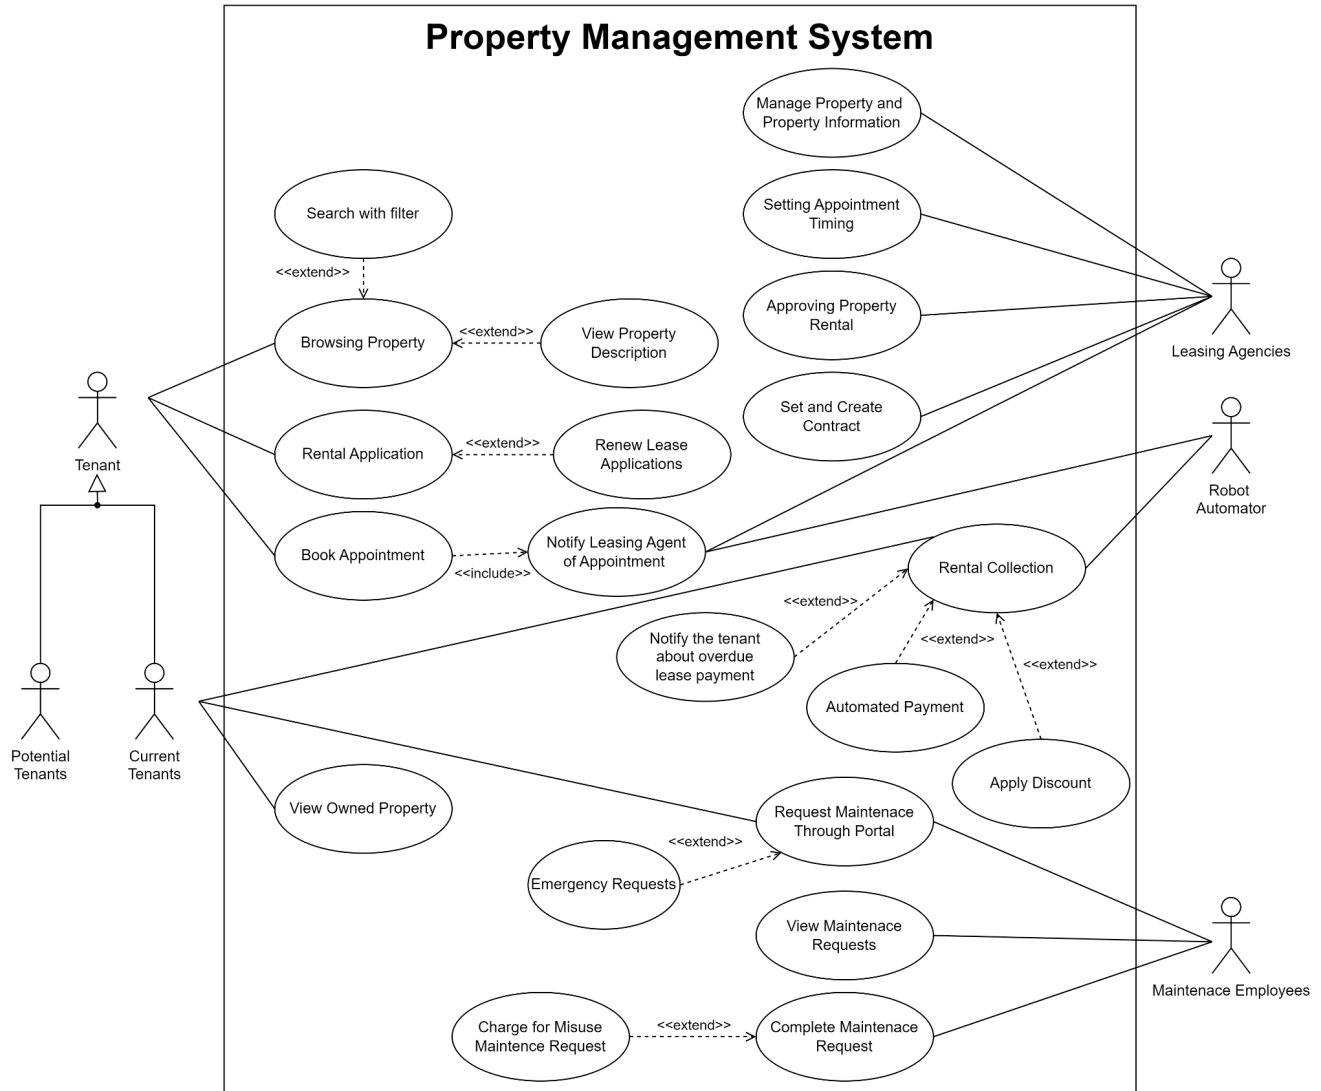 Property Management System
Manage Property and
Property Information
Setting Appointment
Timing
Search with filter
<<extend>>
Approving Property
Rental
Leasing Agencies
Browsing Property
<<extend>>
View Property
Description
Set and Create
Contract
Tenant
Rental Application
<<extend>>
Renew Lease
Applications
Robot
Automator
Book Appointment
<<include>>
Notify Leasing Agent
of Appointment
Rental Collection
<<extend>>
<<extend>>
<<extend>>
Notify the tenant
about overdue
lease payment
Automated Payment
Apply Discount
Potential
Tenants
Current
Tenants
View Owned Property
Request Maintenace
Through Portal
<<extend>>
Emergency Requests
View Maintenace
Requests
Maintenace Employees
Charge for Misuse
Maintence Request
<<extend>>
Complete Maintenace
Request